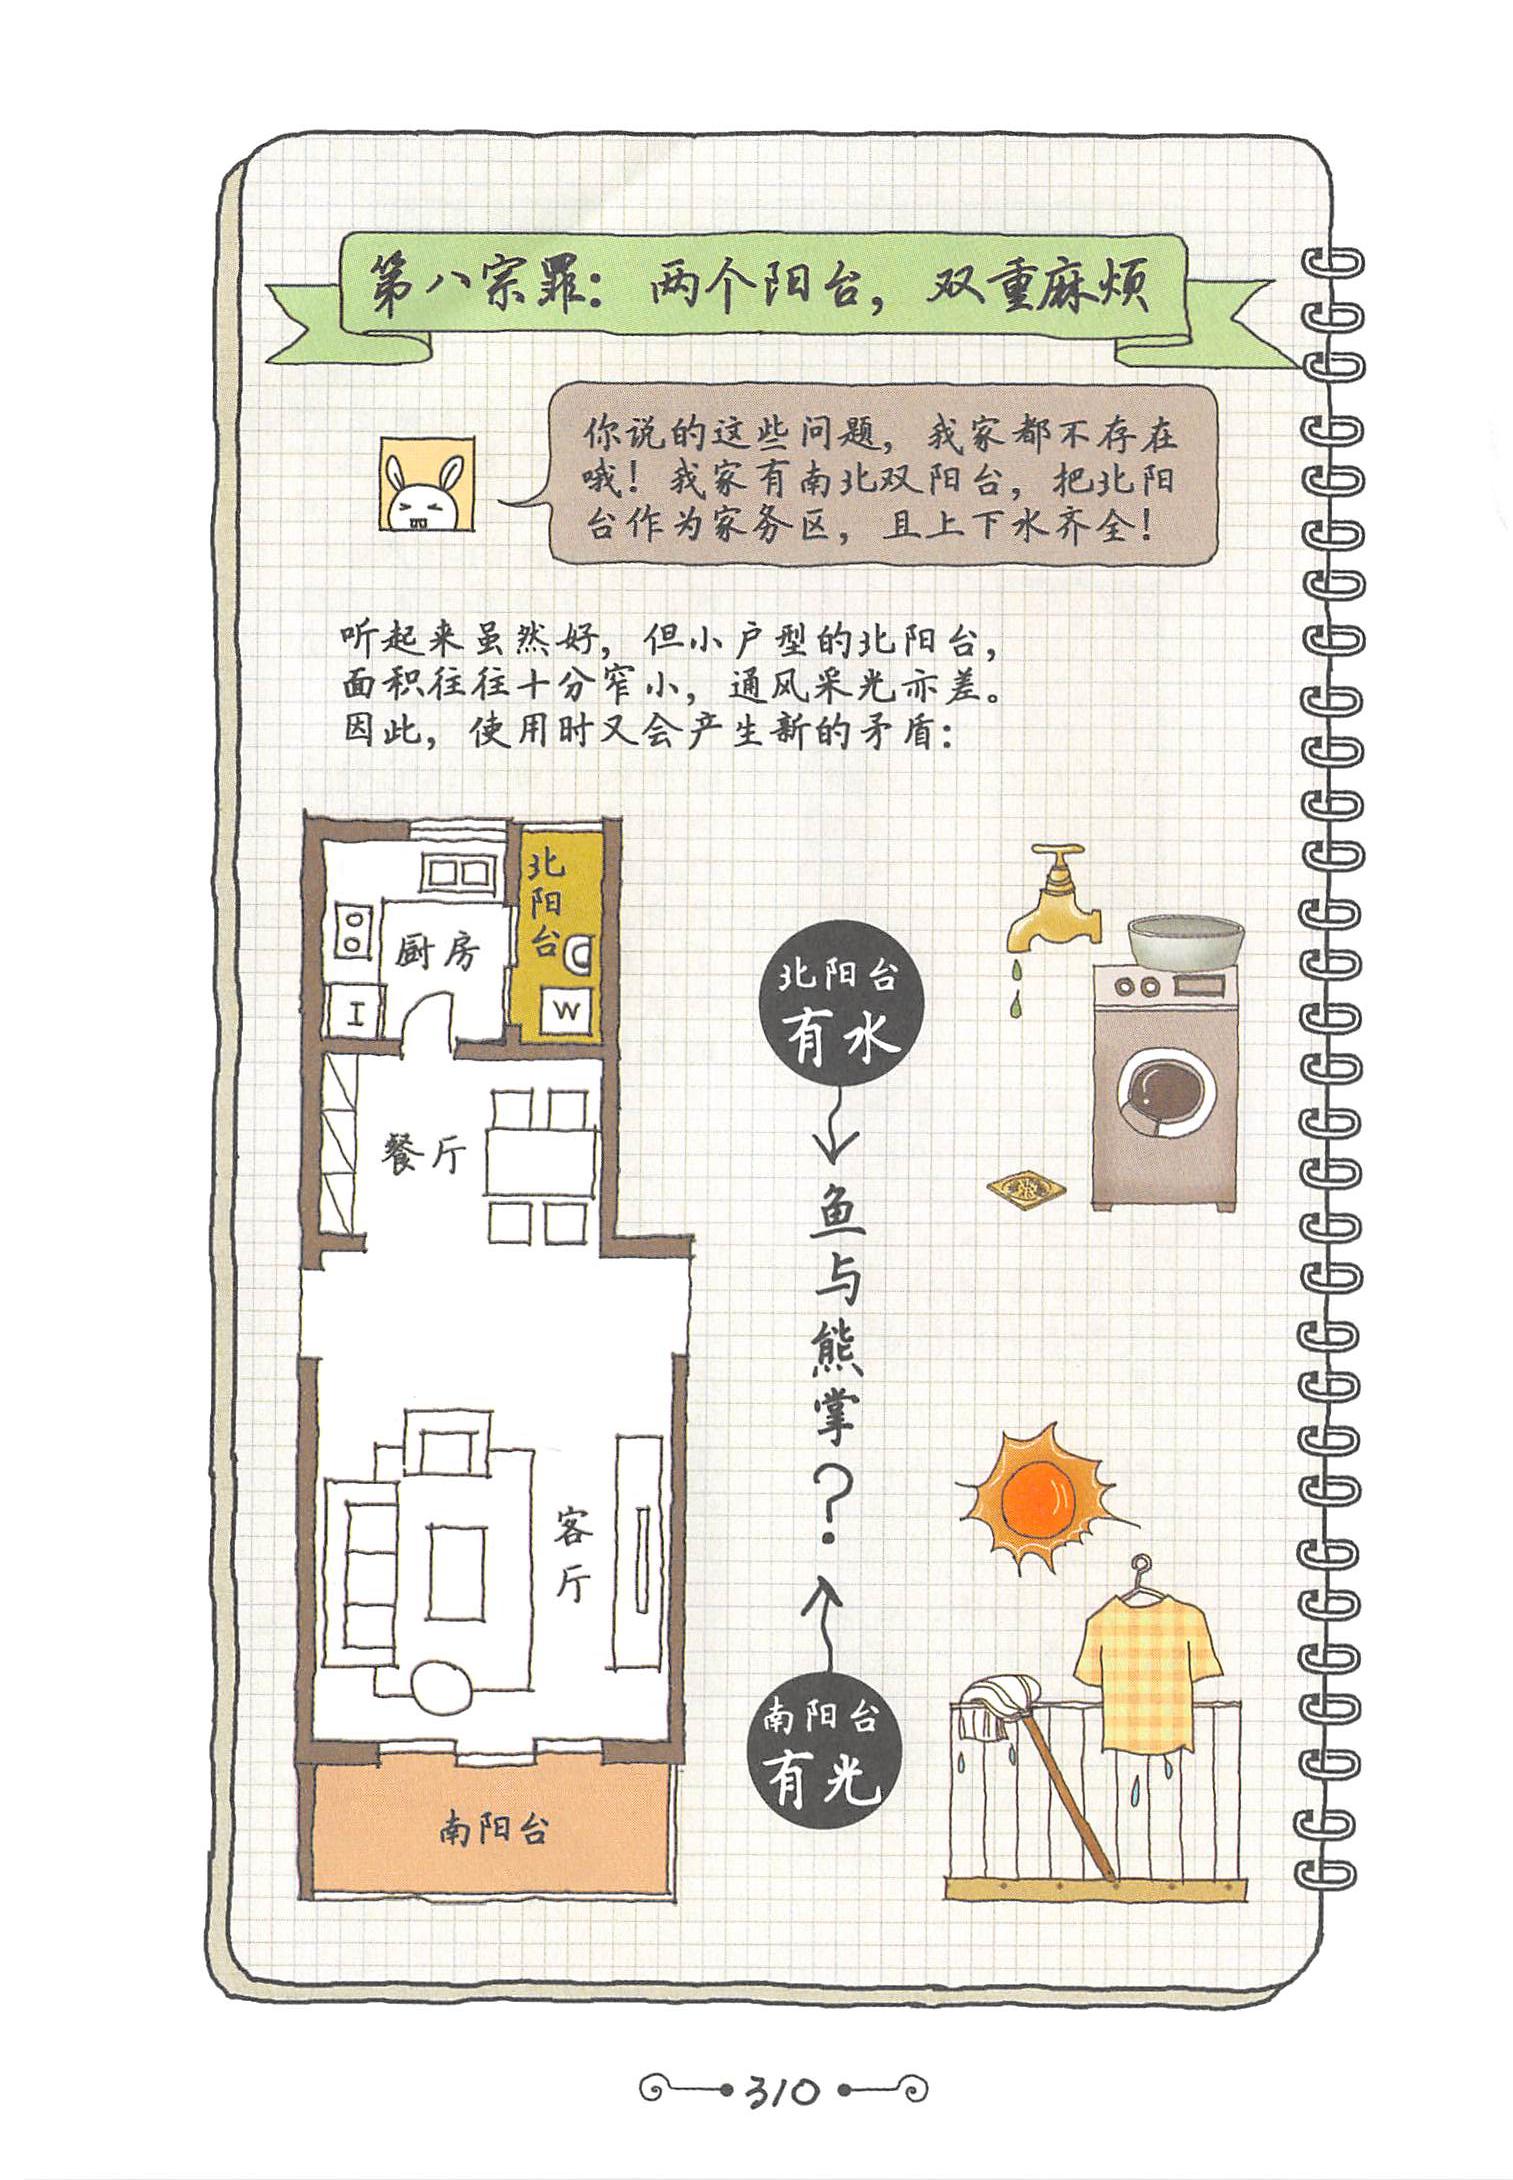 第八宗罪：两个阳台，双重麻烦
你说的这些问题，我家都不存在
哦！我家有南北双阳台，把北阳
台作为家务区，且上下水齐全！
听起来虽然好，但小户型的北阳台，
面积往往十分窄小，通风采光亦差。
因此，使用时又会产生新的矛盾：
北阳台
厨房
I
W
餐厅
客厅
南阳台
北阳台
有水
鱼与熊掌？
南阳台
有光
310